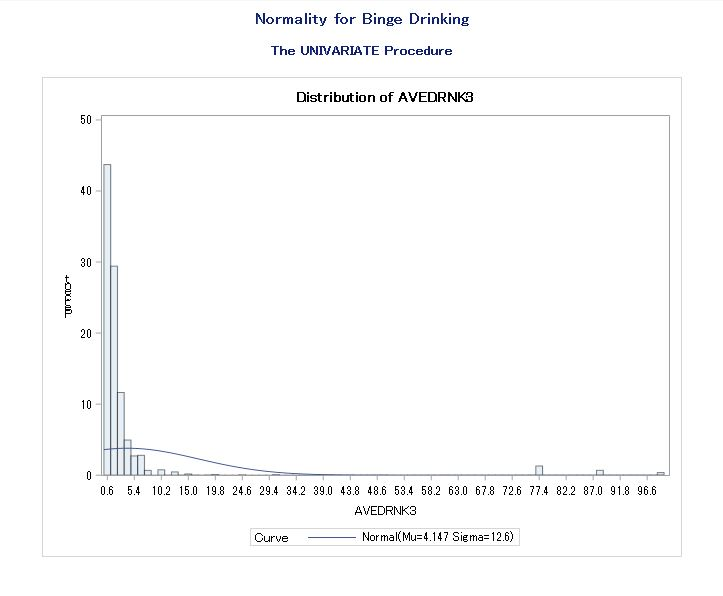 Normality for Binge Drinking
The UNIVARIATE Procedure
Distribution of AVEDRNK3
50
40
30
20
10
0
Percent
0.6 5.4 10.2 15.0 19.8 24.6 29.4 34.2 39.0 43.8 48.6 53.4 58.2 63.0 67.8 72.6 77.4 82.2 87.0 91.8 96.6
AVEDRNK3
Curve Normal(Mu=4.147 Sigma=12.6)